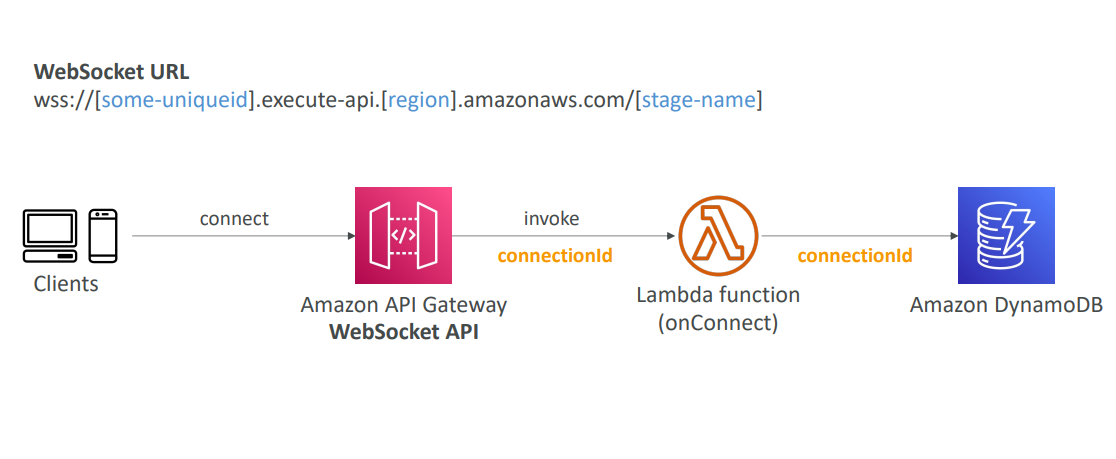 WebSocket URL
wss://[some-uniqueid].execute-api.[region].amazonaws.com/[stage-name]
connect
invoke
connectionId
connectionId
</>
Clients
Amazon API Gateway
WebSocket API
Lambda function
(onConnect)
Amazon DynamoDB